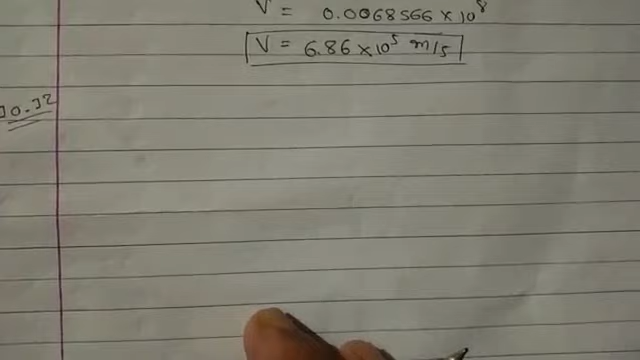 V = 0.0068566 × 10⁸
V = 6.86 × 10⁵ m/s
10.12